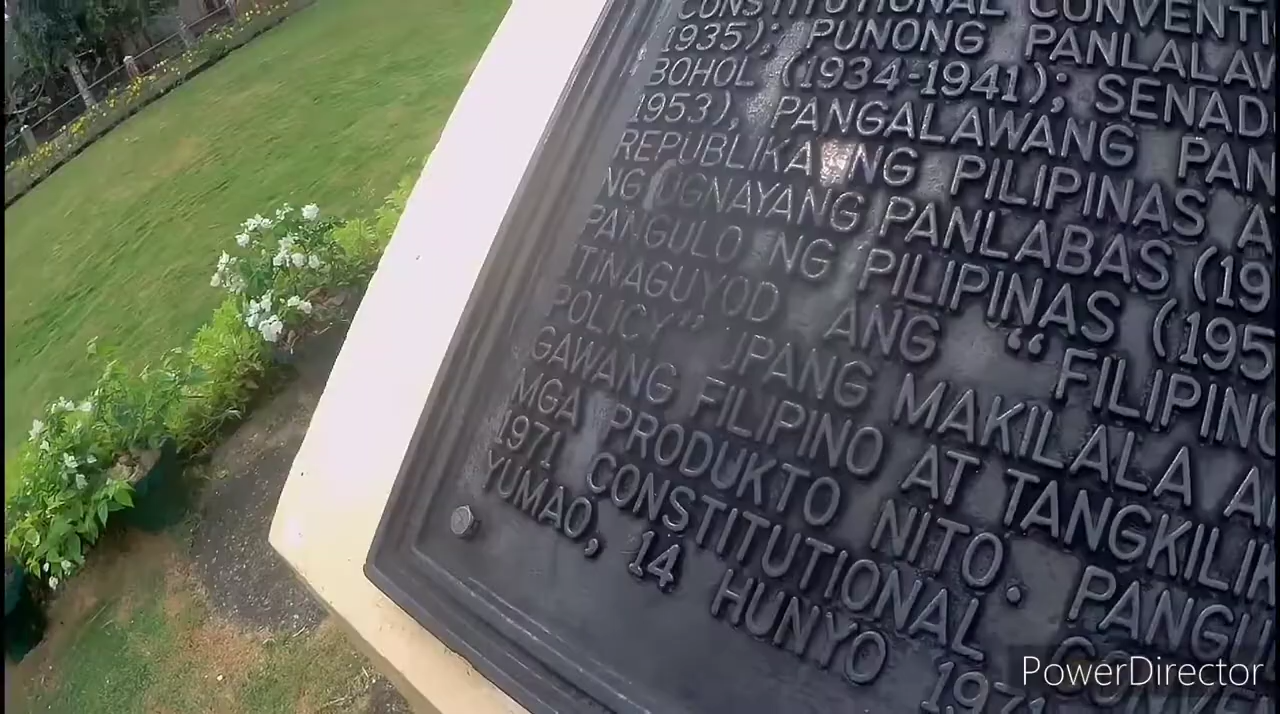 CONSTITUTIONAL CONVENTI
1935); PUNONG PANLALAW
BOHOL (1934-1941); SENAD
1953), PANGALAWANG PAN
REPUBLIKA NG PILIPINAS A
NG UGNAYANG PANLABAS (19
PANGULO NG PILIPINAS (195
TINAGUYOD ANG "FILIPINO
POLICY" UPANG MAKILALA A
GAWANG FILIPINO AT TANGKILIK
MGA PRODUKTO NITO. PANGU
1971 CONSTITUTIONAL CONVEN
YUMAO, 14 HUNYO 1971
PowerDirector